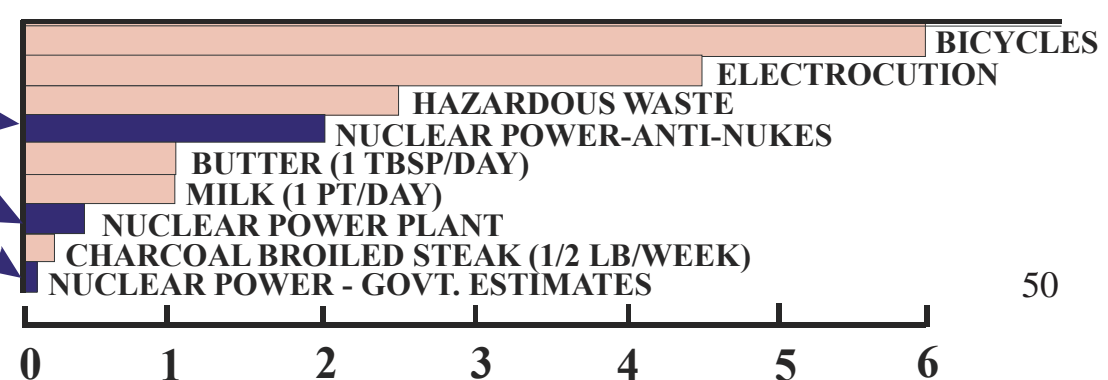 BICYCLES
ELECTROCUTION
HAZARDOUS WASTE
NUCLEAR POWER-ANTI-NUKES
BUTTER (1 TBSP/DAY)
MILK (1 PT/DAY)
NUCLEAR POWER PLANT
CHARCOAL BROILED STEAK (1/2 LB/WEEK)
NUCLEAR POWER - GOVT. ESTIMATES 50
0 1 2 3 4 5 6